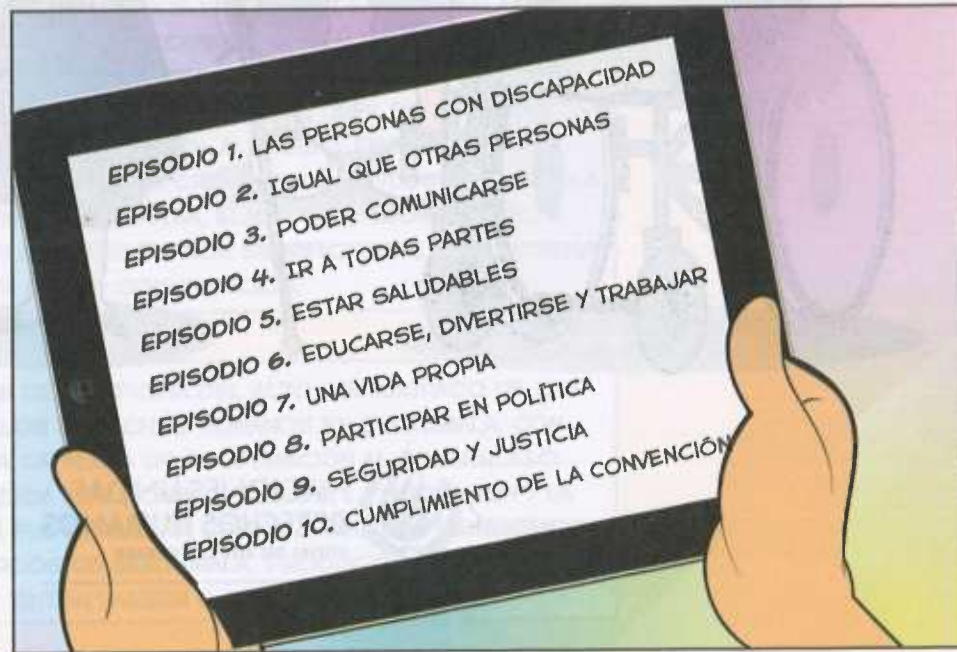 EPISODIO 1. LAS PERSONAS CON DISCAPACIDAD
EPISODIO 2. IGUAL QUE OTRAS PERSONAS
EPISODIO 3. PODER COMUNICARSE
EPISODIO 4. IR A TODAS PARTES
EPISODIO 5. ESTAR SALUDABLES
EPISODIO 6. EDUCARSE, DIVERTIRSE Y TRABAJAR
EPISODIO 7. UNA VIDA PROPIA
EPISODIO 8. PARTICIPAR EN POLÍTICA
EPISODIO 9. SEGURIDAD Y JUSTICIA
EPISODIO 10. CUMPLIMIENTO DE LA CONVENCIÓN